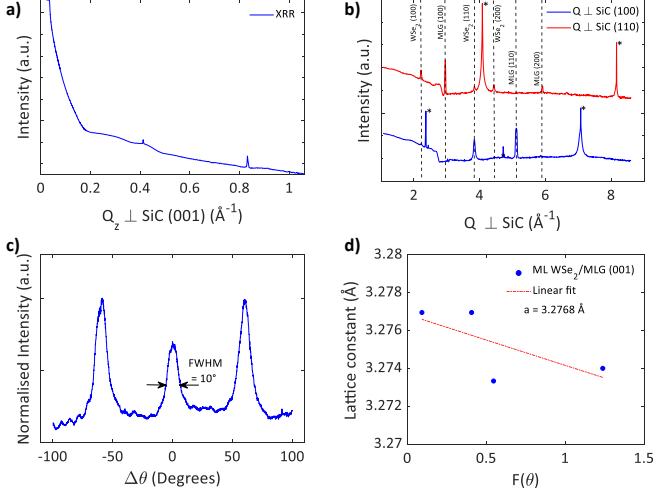 a)
XRR
Intensity (a.u.)
0 0.2 0.4 0.6 0.8 1
Q_z ⊥ SiC (001) (Å⁻¹)
b)
Q ⊥ SiC (100)
Q ⊥ SiC (110)
WSe₂ (100)
MLG (100)
WSe₂ (110)
WSe₂ (200)
MLG (110)
MLG (200)
*
*
*
*
Intensity (a.u.)
2 4 6 8
Q ⊥ SiC (Å⁻¹)
c)
Normalised Intensity (a.u.)
FWHM
= 10°
-100 -50 0 50 100
Δθ (Degrees)
d)
ML WSe₂/MLG (001)
Linear fit
a = 3.2768 Å
Lattice constant (Å)
3.28
3.278
3.276
3.274
3.272
3.27
0 0.5 1 1.5
F(θ)